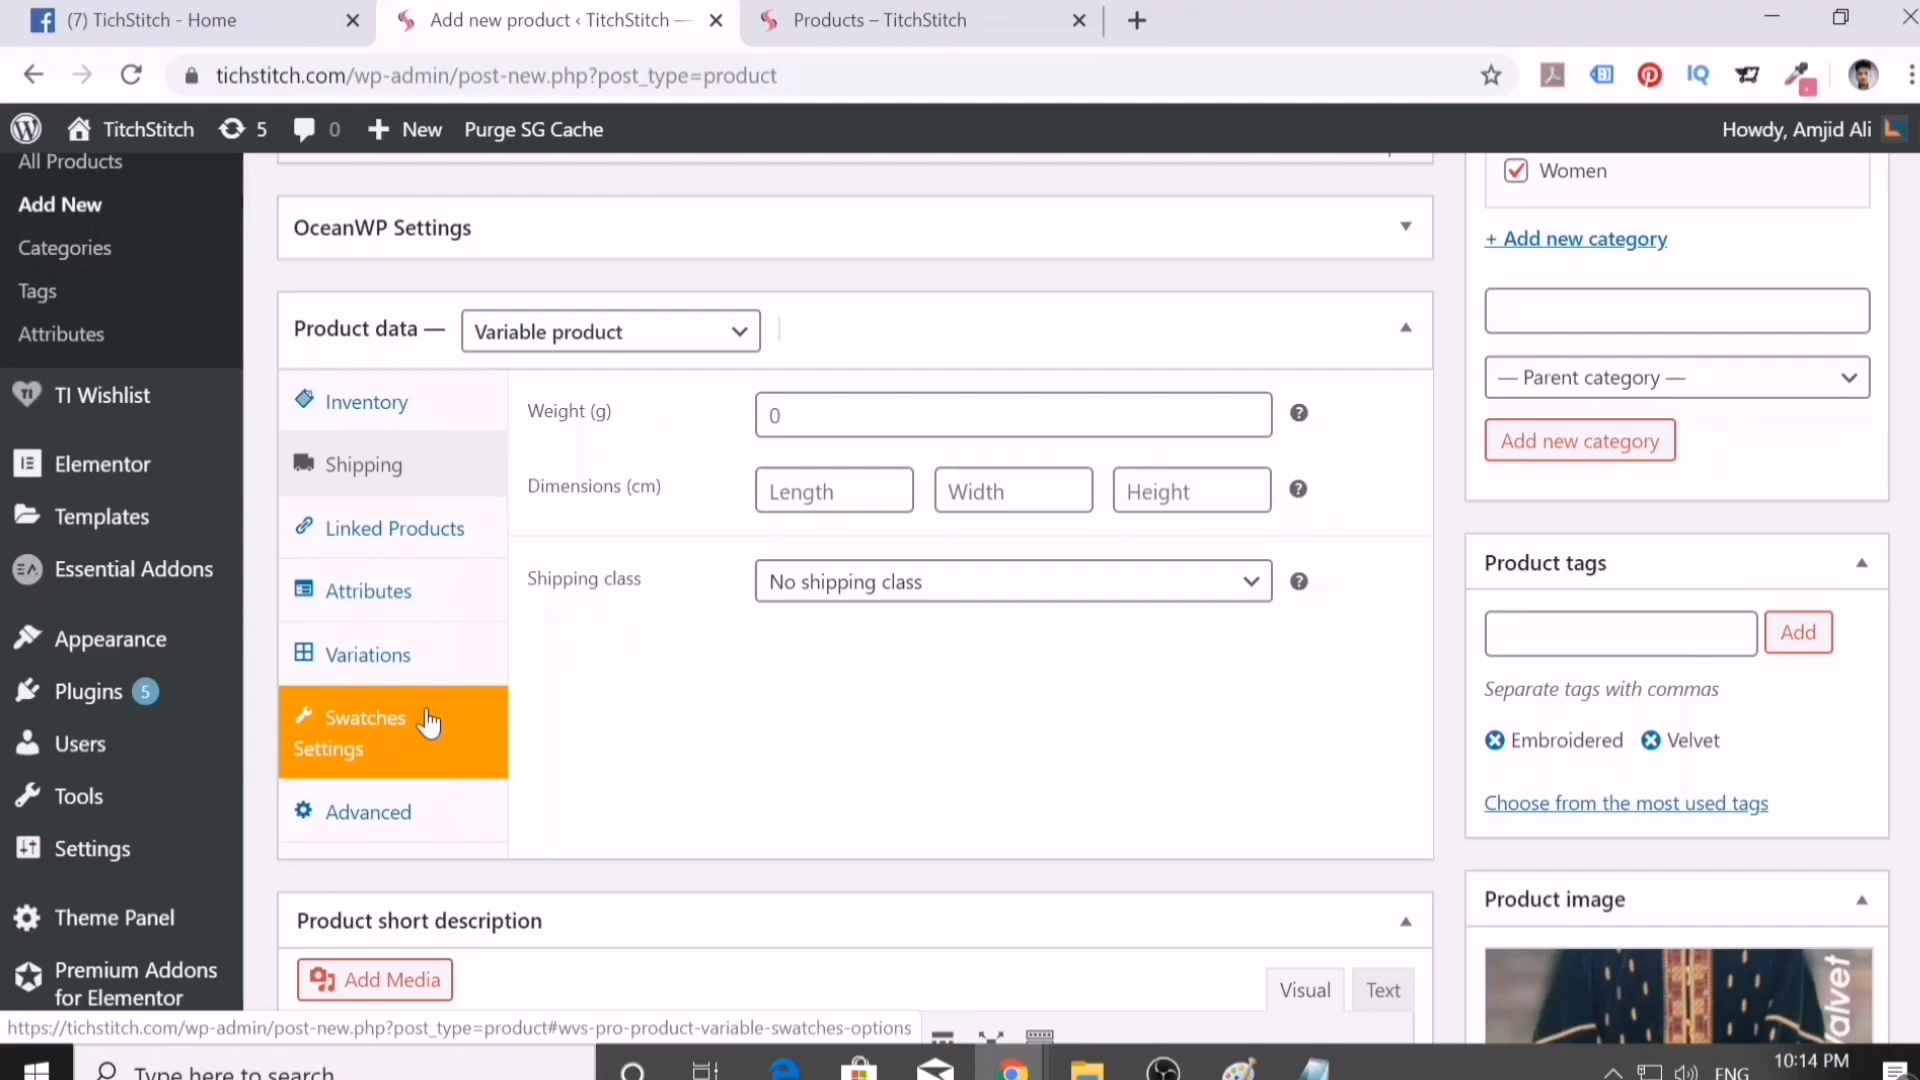 (7) TichStitch - Home
Add new product ‹ TitchStitch —
Products – TitchStitch
tichstitch.com/wp-admin/post-new.php?post_type=product
IQ
TitchStitch
5
0
New
Purge SG Cache
Howdy, Amjid Ali
All Products
Add New
Categories
Tags
Attributes
TI Wishlist
Elementor
Templates
Essential Addons
Appearance
Plugins 5
Users
Tools
Settings
Theme Panel
Premium Addons
for Elementor
OceanWP Settings
Product data —
Variable product
Inventory
Shipping
Linked Products
Attributes
Variations
Swatches
Settings
Advanced
Weight (g)
0
Dimensions (cm)
Length
Width
Height
Shipping class
No shipping class
Product short description
Add Media
Visual
Text
Women
+ Add new category
— Parent category —
Add new category
Product tags
Add
Separate tags with commas
Embroidered
Velvet
Choose from the most used tags
Product image
Valvet
https://tichstitch.com/wp-admin/post-new.php?post_type=product#wvs-pro-product-variable-swatches-options
Type here to search
ENG
10:14 PM